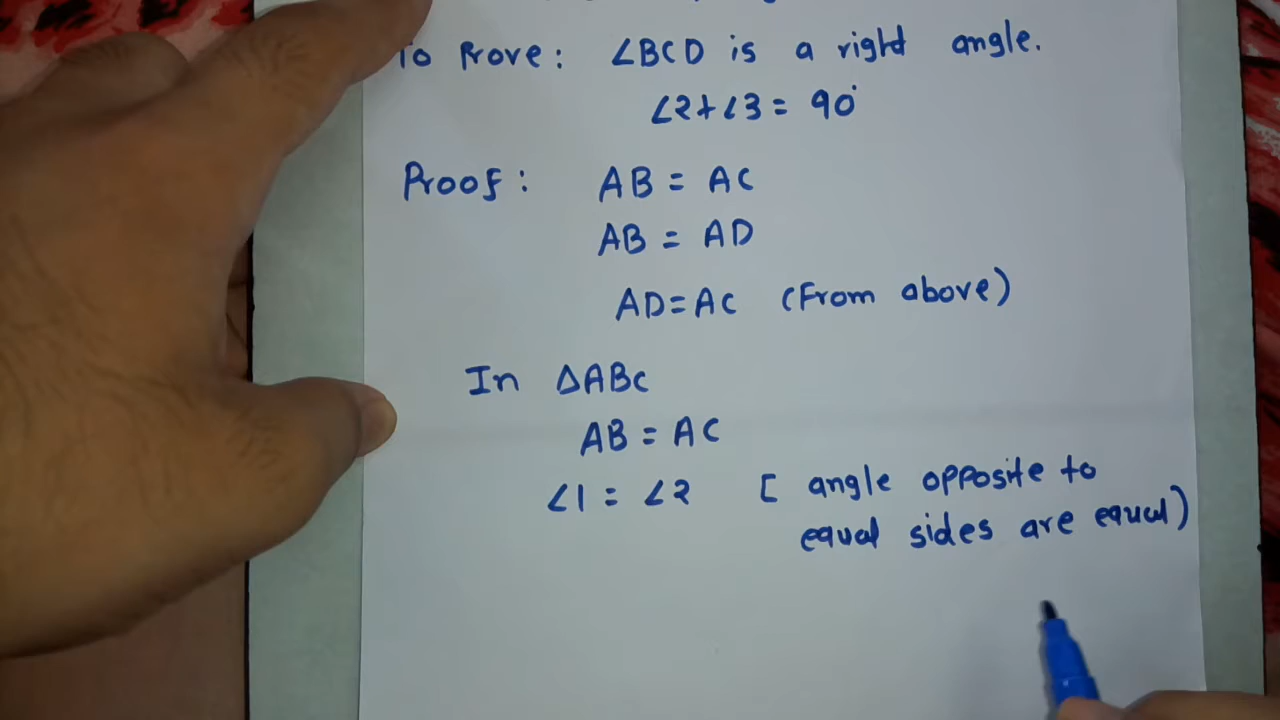 To Prove: ∠BCD is a right angle.
∠2+∠3 = 90°
Proof: AB = AC
AB = AD
AD=AC (From above)
In ΔABC
AB = AC
∠1 = ∠2 [ angle opposite to
equal sides are equal)